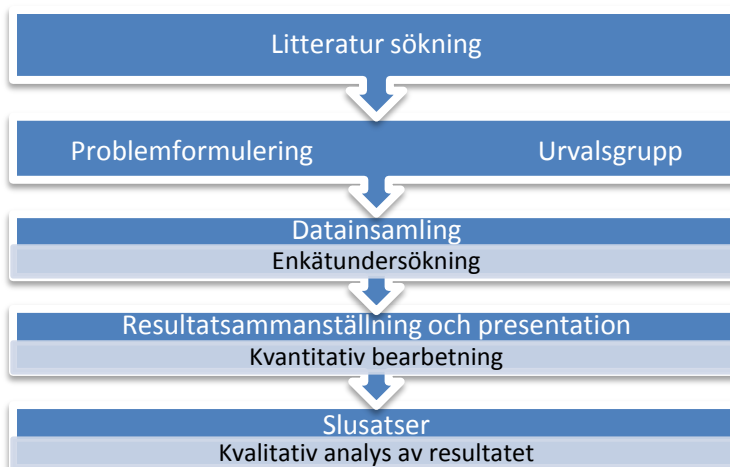 Litteratur sökning
Problemformulering Urvalsgrupp
Datainsamling
Enkätundersökning
Resultatsammanställning och presentation
Kvantitativ bearbetning
Slusatser
Kvalitativ analys av resultatet